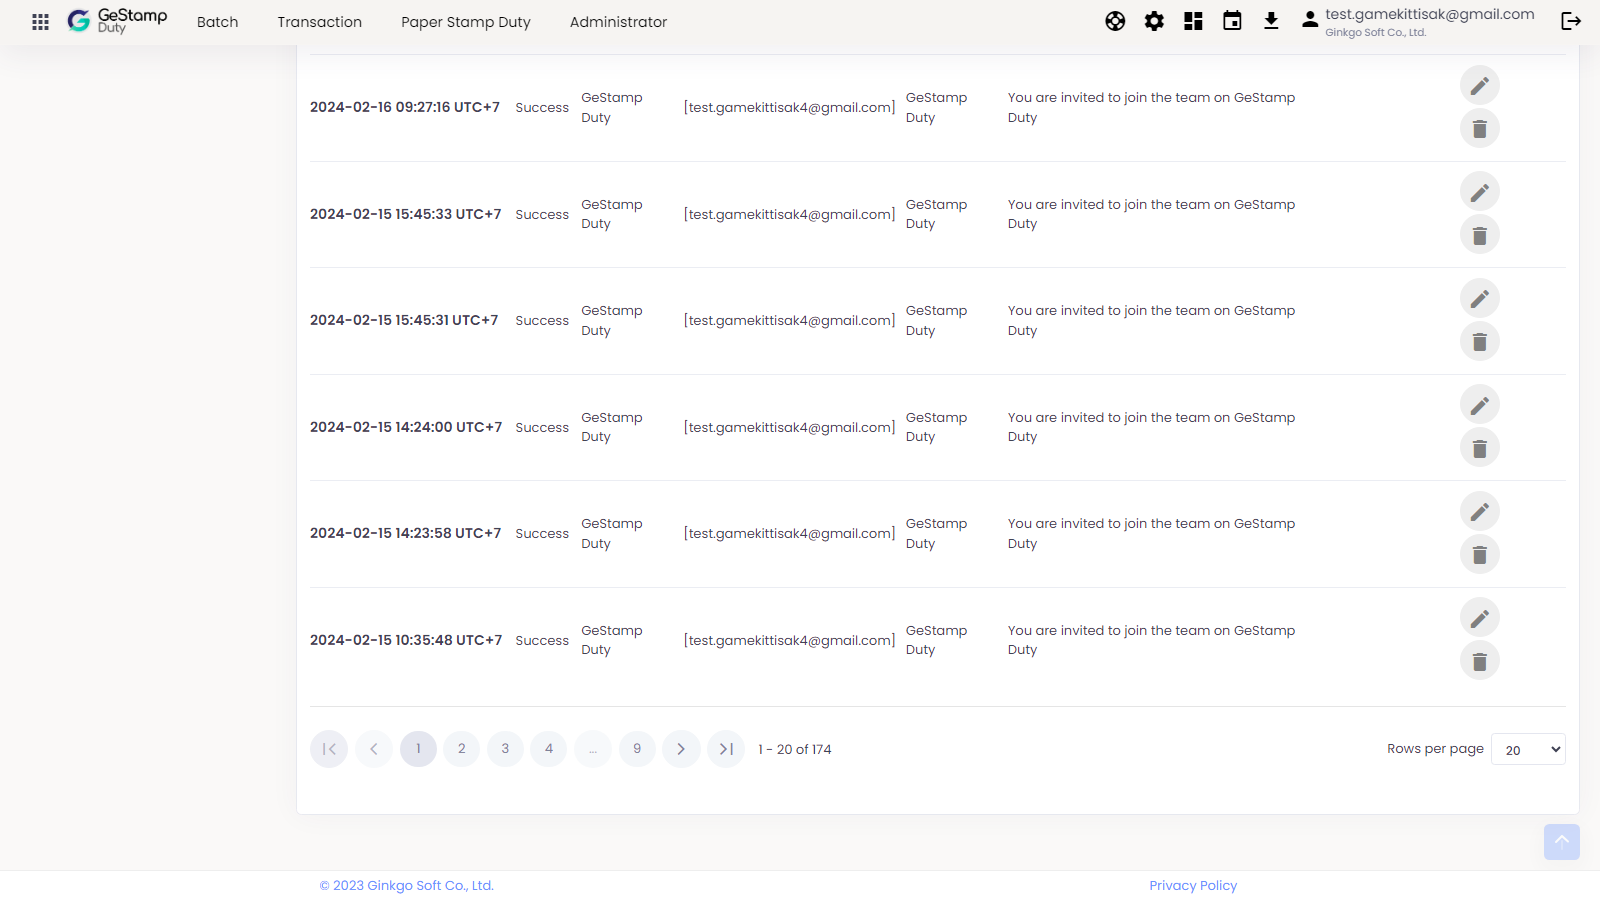 GeStamp
Duty
Batch
Transaction
Paper Stamp Duty
Administrator
test.gamekittisak@gmail.com
Ginkgo Soft Co., Ltd.
2024-02-16 09:27:16 UTC+7 Success GeStamp Duty [test.gamekittisak4@gmail.com] GeStamp Duty You are invited to join the team on GeStamp Duty
2024-02-15 15:45:33 UTC+7 Success GeStamp Duty [test.gamekittisak4@gmail.com] GeStamp Duty You are invited to join the team on GeStamp Duty
2024-02-15 15:45:31 UTC+7 Success GeStamp Duty [test.gamekittisak4@gmail.com] GeStamp Duty You are invited to join the team on GeStamp Duty
2024-02-15 14:24:00 UTC+7 Success GeStamp Duty [test.gamekittisak4@gmail.com] GeStamp Duty You are invited to join the team on GeStamp Duty
2024-02-15 14:23:58 UTC+7 Success GeStamp Duty [test.gamekittisak4@gmail.com] GeStamp Duty You are invited to join the team on GeStamp Duty
2024-02-15 10:35:48 UTC+7 Success GeStamp Duty [test.gamekittisak4@gmail.com] GeStamp Duty You are invited to join the team on GeStamp Duty
1 2 3 4 ... 9 1 - 20 of 174
Rows per page 20
© 2023 Ginkgo Soft Co., Ltd.
Privacy Policy